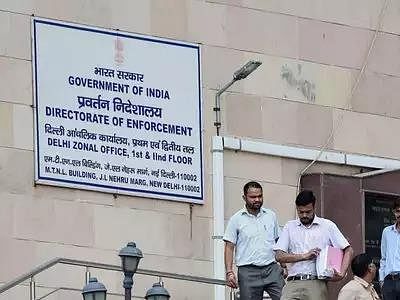 भारत सरकार
GOVERNMENT OF INDIA
प्रवर्तन निदेशालय
DIRECTORATE OF ENFORCEMENT
दिल्ली आंचलिक कार्यालय, प्रथम एवं द्वितीय तल
DELHI ZONAL OFFICE, 1st & IInd FLOOR
एम.टी.एन.एल बिल्डिंग, जे.एल नेहरू मार्ग, नई दिल्ली-110002
M.T.N.L. BUILDING, J.L NEHRU MARG, NEW DELHI-110002